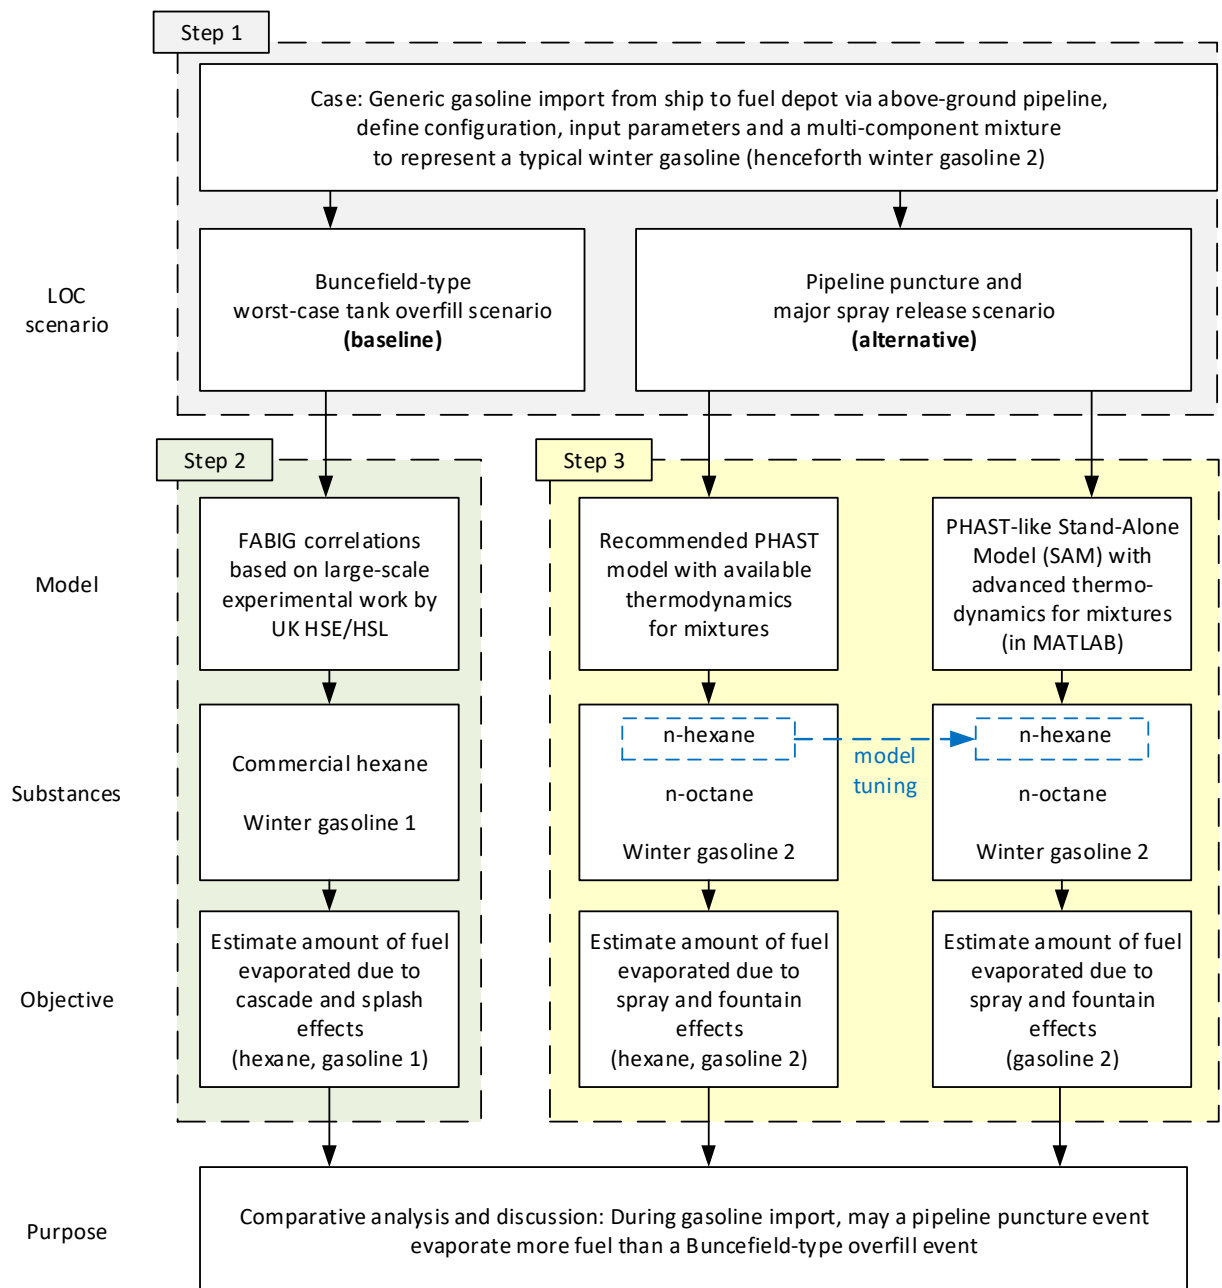 Step 1
Case: Generic gasoline import from ship to fuel depot via above-ground pipeline,
define configuration, input parameters and a multi-component mixture
to represent a typical winter gasoline (henceforth winter gasoline 2)
LOC
scenario
Buncefield-type
worst-case tank overfill scenario
(baseline)
Pipeline puncture and
major spray release scenario
(alternative)
Step 2
Step 3
Model
FABIG correlations
based on large-scale
experimental work by
UK HSE/HSL
Recommended PHAST
model with available
thermodynamics
for mixtures
PHAST-like Stand-Alone
Model (SAM) with
advanced thermo-
dynamics for mixtures
(in MATLAB)
Substances
Commercial hexane
Winter gasoline 1
n-hexane
n-octane
Winter gasoline 2
model
tuning
n-hexane
n-octane
Winter gasoline 2
Objective
Estimate amount of fuel
evaporated due to
cascade and splash
effects
(hexane, gasoline 1)
Estimate amount of fuel
evaporated due to
spray and fountain
effects
(hexane, gasoline 2)
Estimate amount of fuel
evaporated due to
spray and fountain
effects
(gasoline 2)
Purpose
Comparative analysis and discussion: During gasoline import, may a pipeline puncture event
evaporate more fuel than a Buncefield-type overfill event